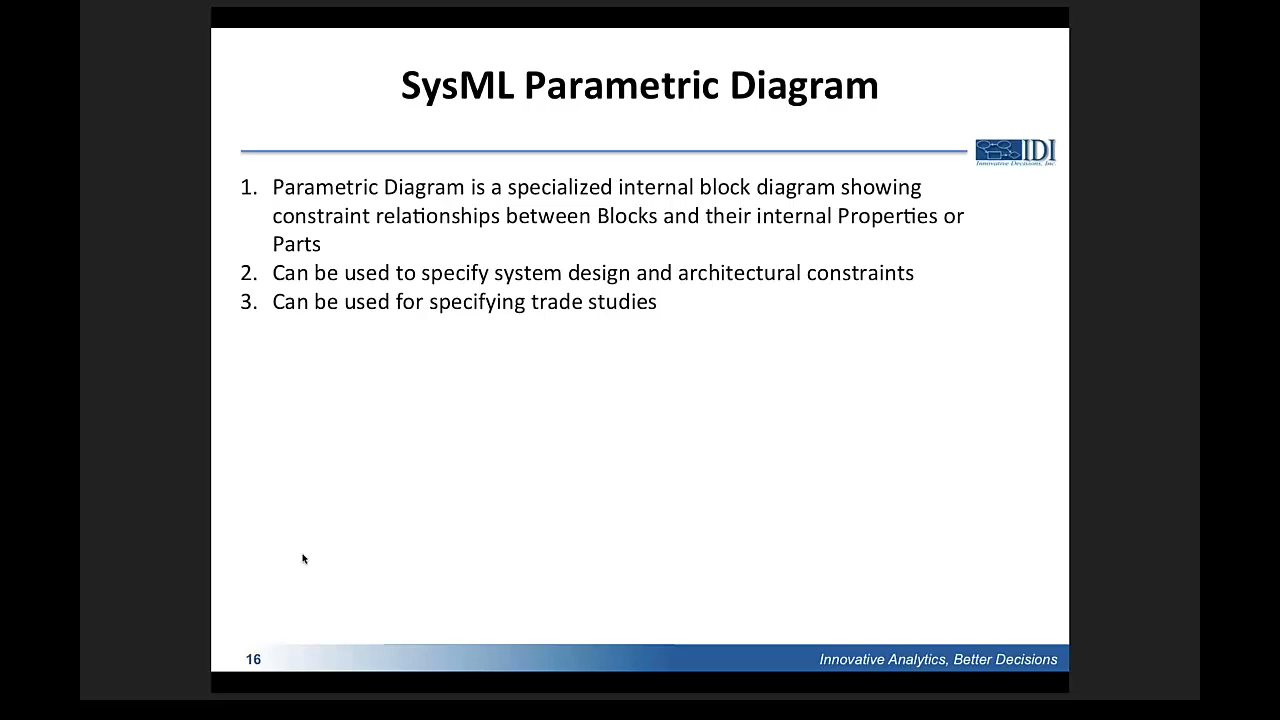 SysML Parametric Diagram
IDI
Innovative Decisions, Inc.
1. Parametric Diagram is a specialized internal block diagram showing
constraint relationships between Blocks and their internal Properties or
Parts
2. Can be used to specify system design and architectural constraints
3. Can be used for specifying trade studies
16
Innovative Analytics, Better Decisions